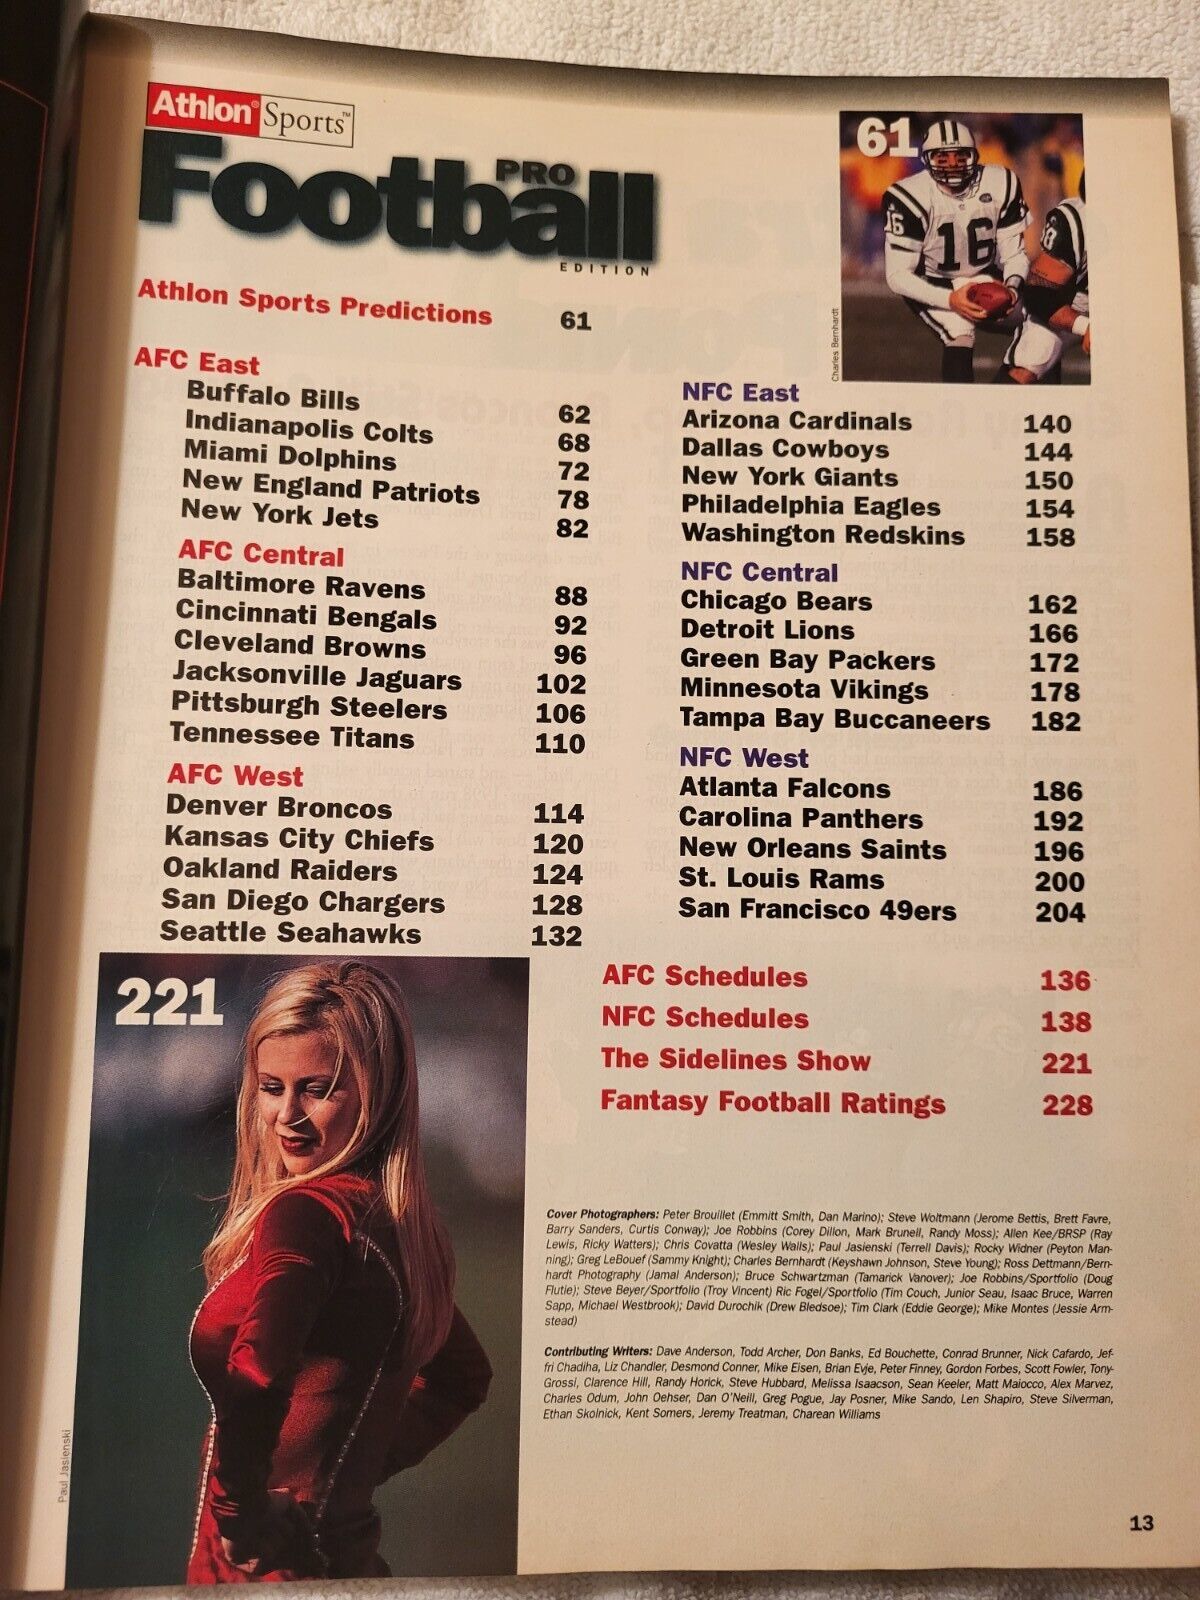 Athlon® Sports™
PRO
Football
EDITION
61
16
16
Charles Bernhardt
Athlon Sports Predictions 61
AFC East
Buffalo Bills 62
Indianapolis Colts 68
Miami Dolphins 72
New England Patriots 78
New York Jets 82
AFC Central
Baltimore Ravens 88
Cincinnati Bengals 92
Cleveland Browns 96
Jacksonville Jaguars 102
Pittsburgh Steelers 106
Tennessee Titans 110
AFC West
Denver Broncos 114
Kansas City Chiefs 120
Oakland Raiders 124
San Diego Chargers 128
Seattle Seahawks 132
NFC East
Arizona Cardinals 140
Dallas Cowboys 144
New York Giants 150
Philadelphia Eagles 154
Washington Redskins 158
NFC Central
Chicago Bears 162
Detroit Lions 166
Green Bay Packers 172
Minnesota Vikings 178
Tampa Bay Buccaneers 182
NFC West
Atlanta Falcons 186
Carolina Panthers 192
New Orleans Saints 196
St. Louis Rams 200
San Francisco 49ers 204
AFC Schedules 136
NFC Schedules 138
The Sidelines Show 221
Fantasy Football Ratings 228
221
Paul Jasienski
Cover Photographers: Peter Brouillet (Emmitt Smith, Dan Marino); Steve Woltmann (Jerome Bettis, Brett Favre,
Barry Sanders, Curtis Conway); Joe Robbins (Corey Dillon, Mark Brunell, Randy Moss); Allen Kee/BRSP (Ray
Lewis, Ricky Watters); Chris Covatta (Wesley Walls); Paul Jasienski (Terrell Davis); Rocky Widner (Peyton Man-
ning); Greg LeBouef (Sammy Knight); Charles Bernhardt (Keyshawn Johnson, Steve Young); Ross Dettmann/Bern-
hardt Photography (Jamal Anderson); Bruce Schwartzman (Tamarick Vanover); Joe Robbins/Sportfolio (Doug
Flutie); Steve Beyer/Sportfolio (Troy Vincent) Ric Fogel/Sportfolio (Tim Couch, Junior Seau, Isaac Bruce, Warren
Sapp, Michael Westbrook); David Durochik (Drew Bledsoe); Tim Clark (Eddie George); Mike Montes (Jessie Arm-
stead)
Contributing Writers: Dave Anderson, Todd Archer, Don Banks, Ed Bouchette, Conrad Brunner, Nick Cafardo, Jef-
fri Chadiha, Liz Chandler, Desmond Conner, Mike Eisen, Brian Evje, Peter Finney, Gordon Forbes, Scott Fowler, Tony
Grossi, Clarence Hill, Randy Horick, Steve Hubbard, Melissa Isaacson, Sean Keeler, Matt Maiocco, Alex Marvez,
Charles Odum, John Oehser, Dan O'Neill, Greg Pogue, Jay Posner, Mike Sando, Len Shapiro, Steve Silverman,
Ethan Skolnick, Kent Somers, Jeremy Treatman, Charean Williams
13